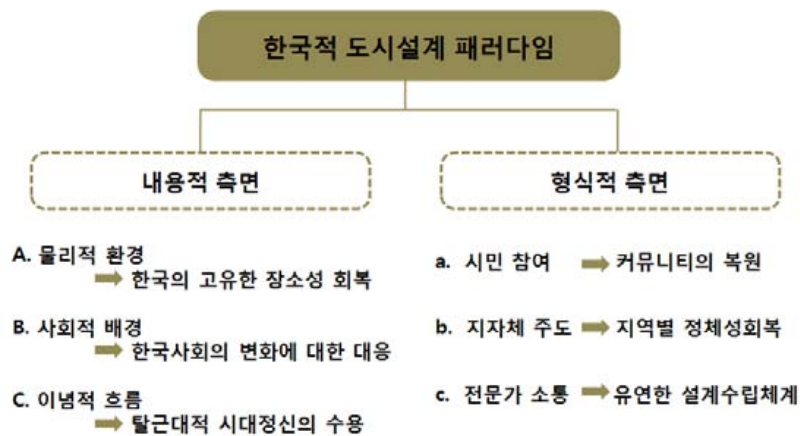 한국적 도시설계 패러다임
내용적 측면
A. 물리적 환경
한국의 고유한 장소성 회복
B. 사회적 배경
한국사회의 변화에 대한 대응
C. 이념적 흐름
탈근대적 시대정신의 수용
형식적 측면
a. 시민 참여 커뮤니티의 복원
b. 지자체 주도 지역별 정체성회복
c. 전문가 소통 유연한 설계수립체계